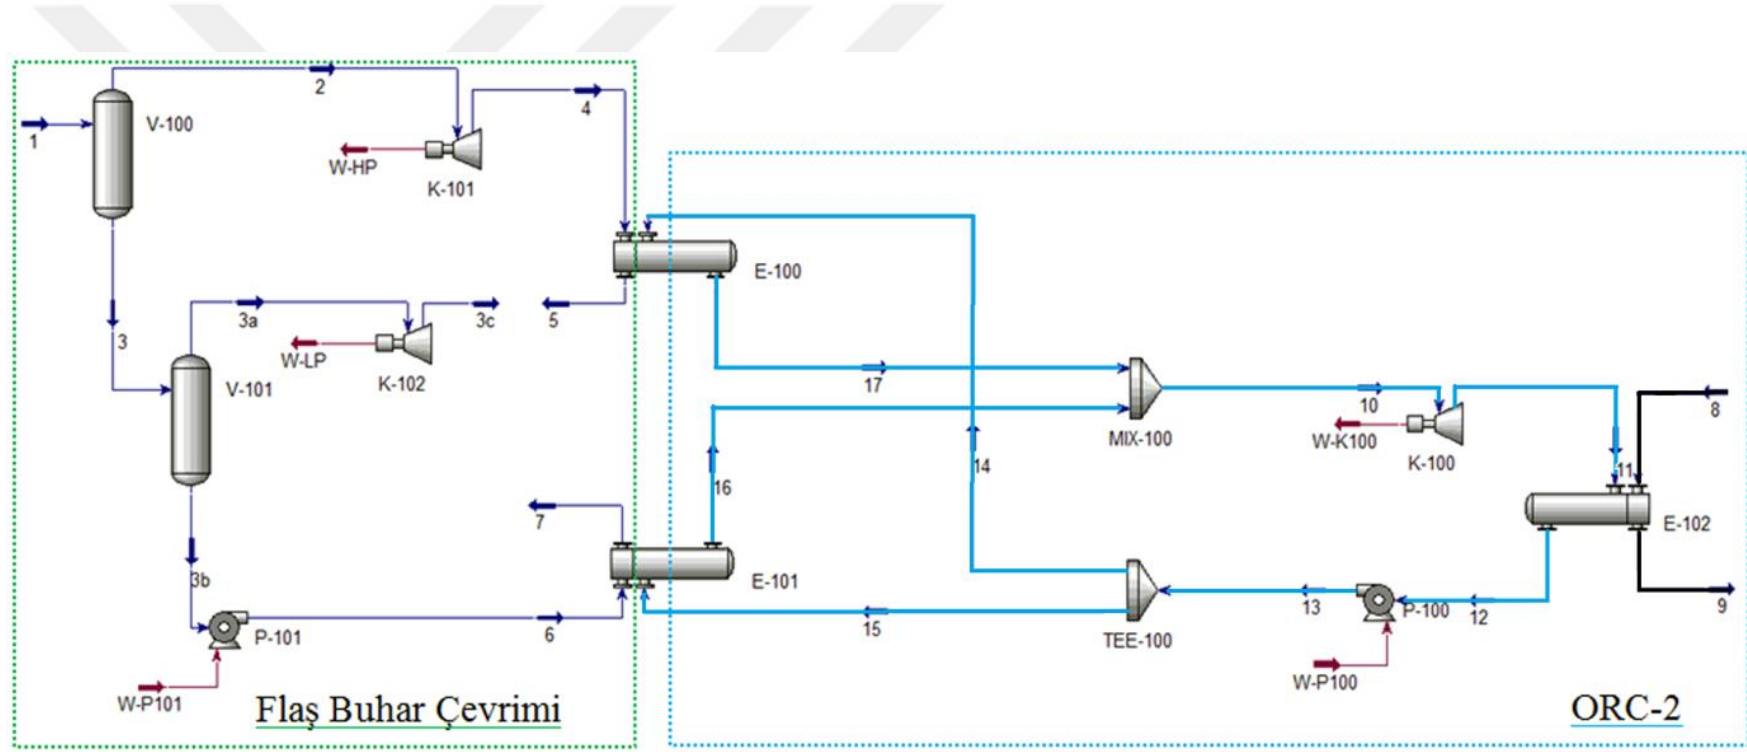 2
4
1
V-100
W-HP
K-101
E-100
3a
3c
5
3
W-LP
K-102
V-101
17
10
8
MIX-100
W-K100
K-100
14
11
16
7
E-102
3b
E-101
13
P-100
12
9
P-101
6
15
TEE-100
W-P101
W-P100
Flaş Buhar Çevrimi
ORC-2